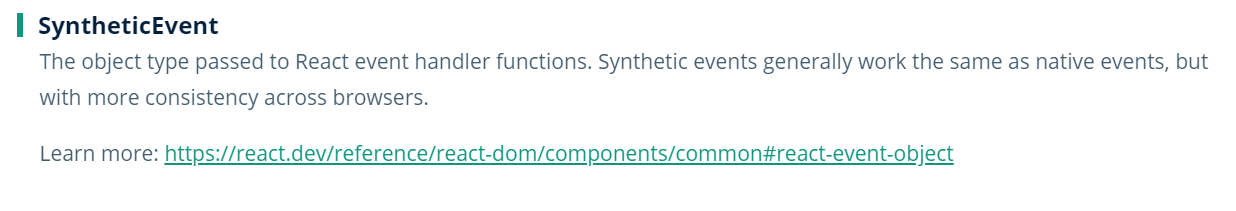 SyntheticEvent
The object type passed to React event handler functions. Synthetic events generally work the same as native events, but
with more consistency across browsers.
Learn more: https://react.dev/reference/react-dom/components/common#react-event-object